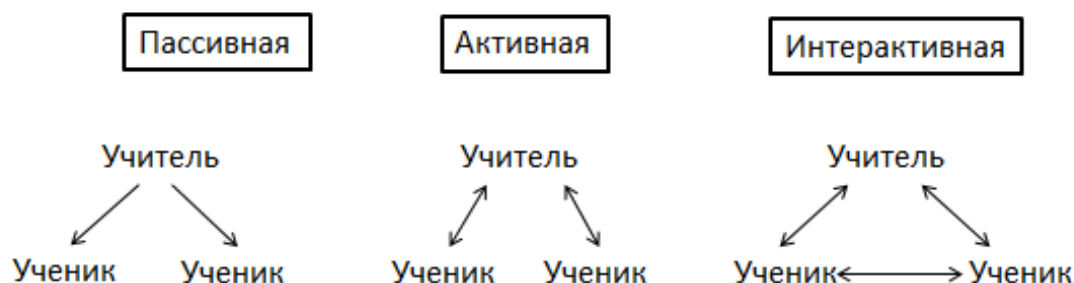 Пассивная Активная Интерактивная
Учитель Учитель Учитель
Ученик Ученик Ученик Ученик Ученик Ученик